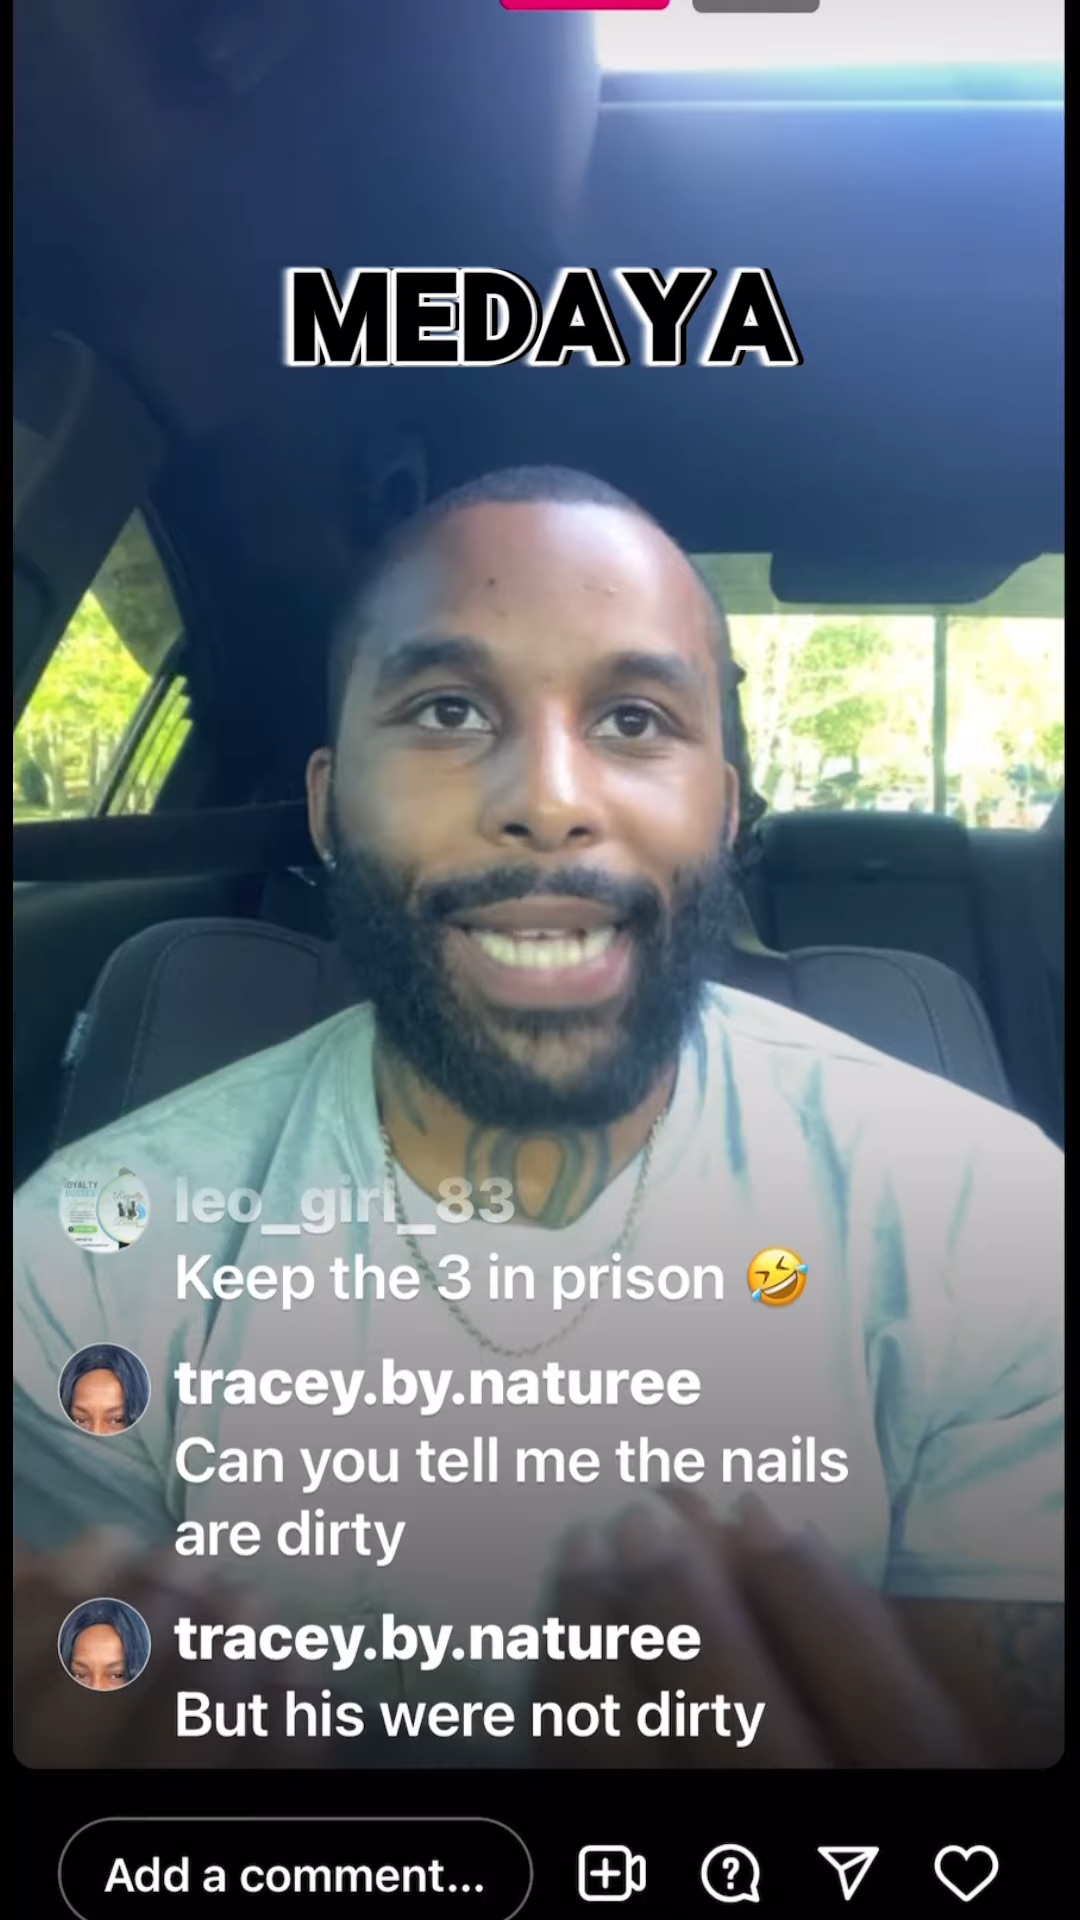 MEDAYA
leo_girl_83
Keep the 3 in prison 🤣
tracey.by.naturee
Can you tell me the nails
are dirty
tracey.by.naturee
But his were not dirty
Add a comment...